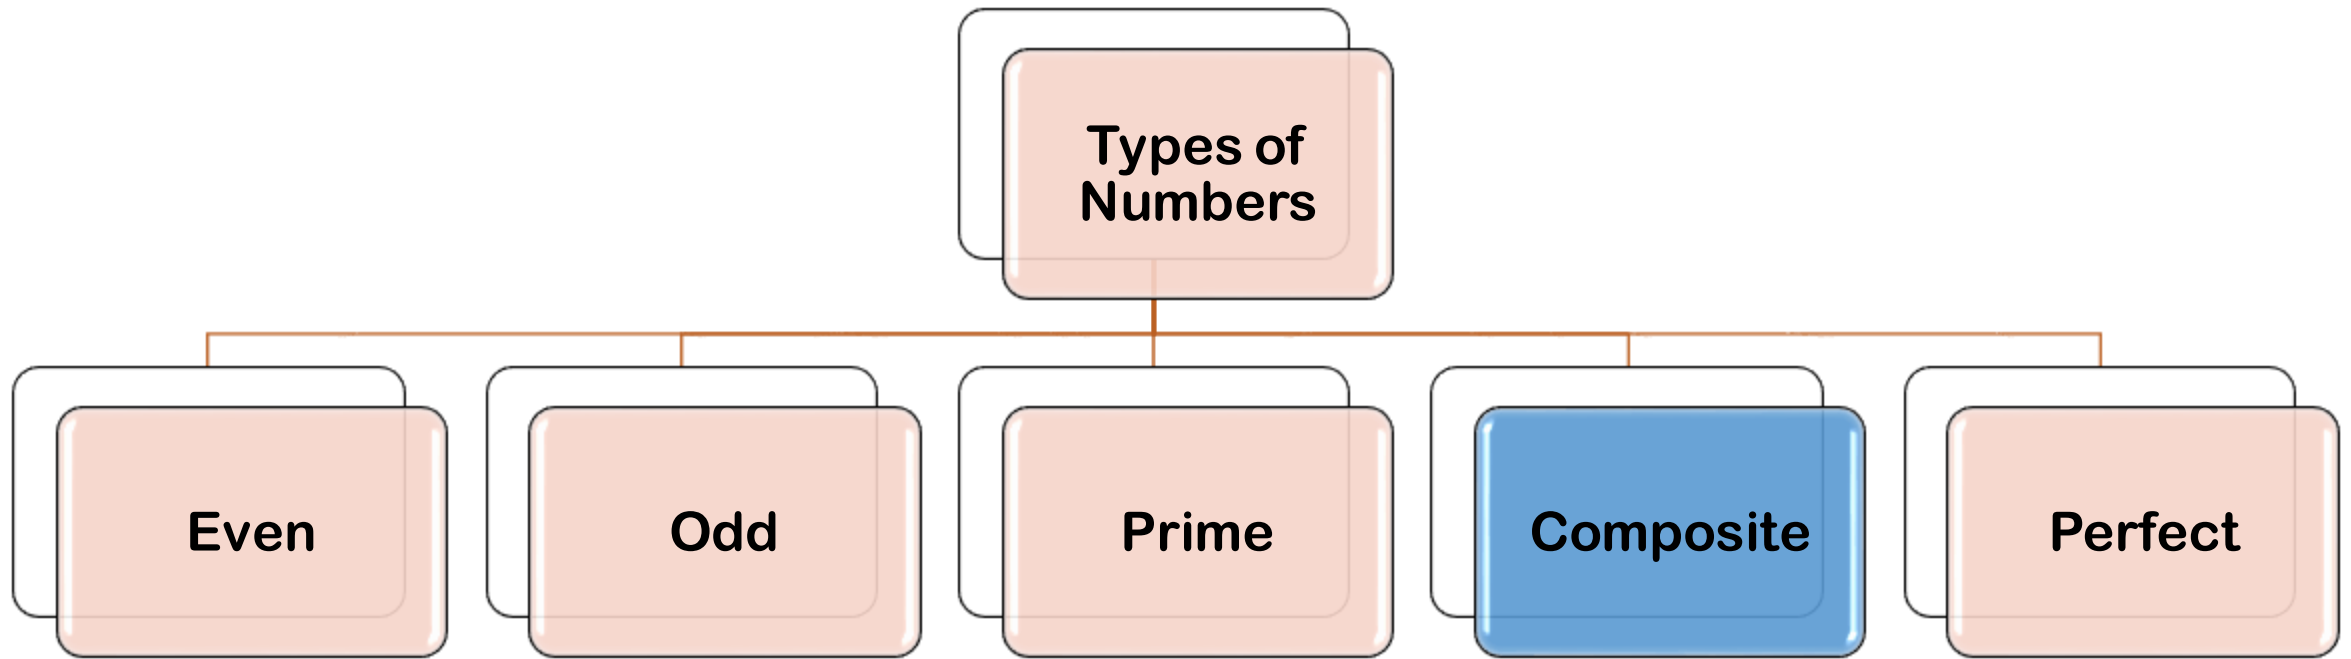 Types of
Numbers
Even
Odd
Prime
Composite
Perfect